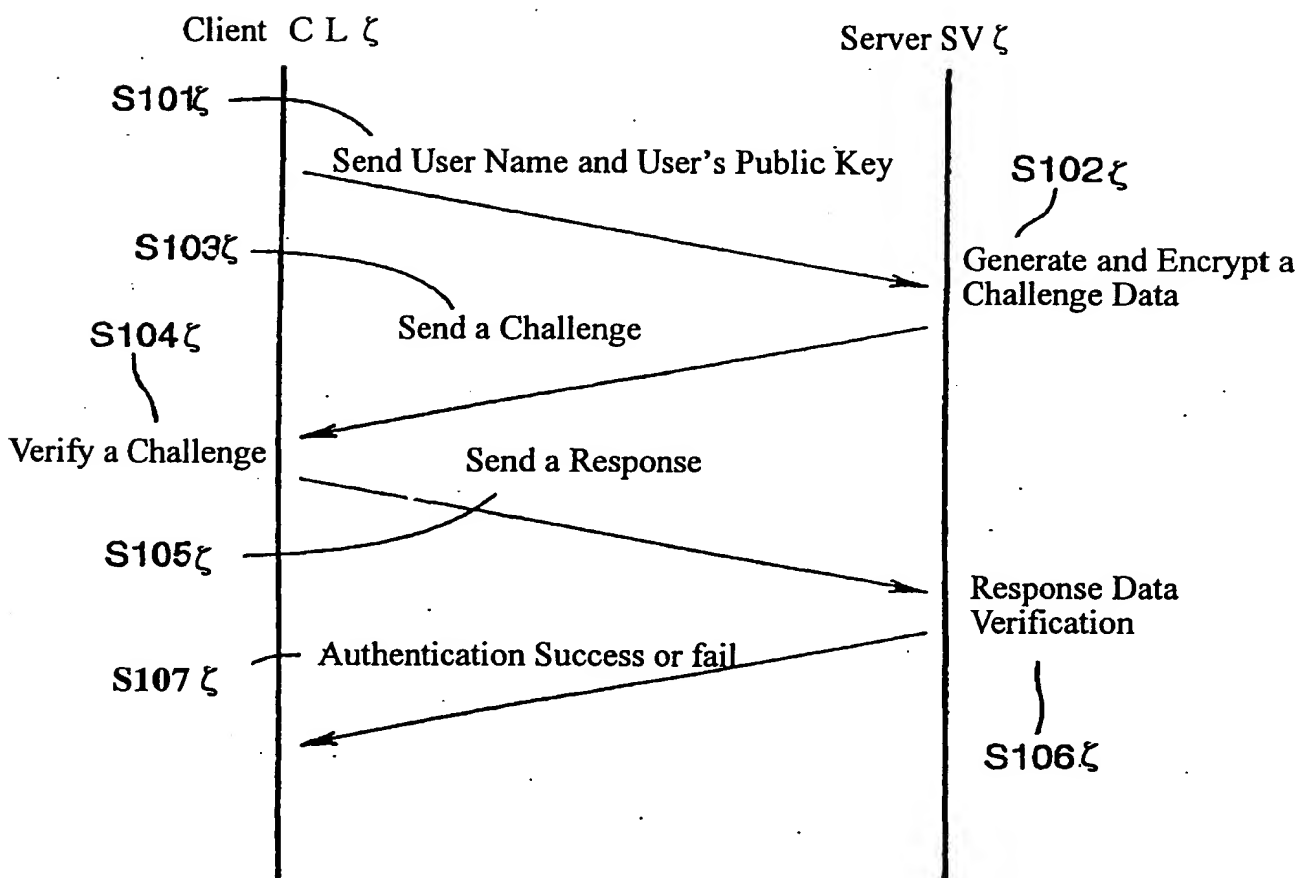 Client C L ζ
Server SV ζ
S101ζ
Send User Name and User's Public Key
S102ζ
S103ζ
Generate and Encrypt a
Challenge Data
Send a Challenge
S104ζ
Verify a Challenge
Send a Response
S105ζ
Response Data
Verification
Authentication Success or fail
S107 ζ
S106ζ